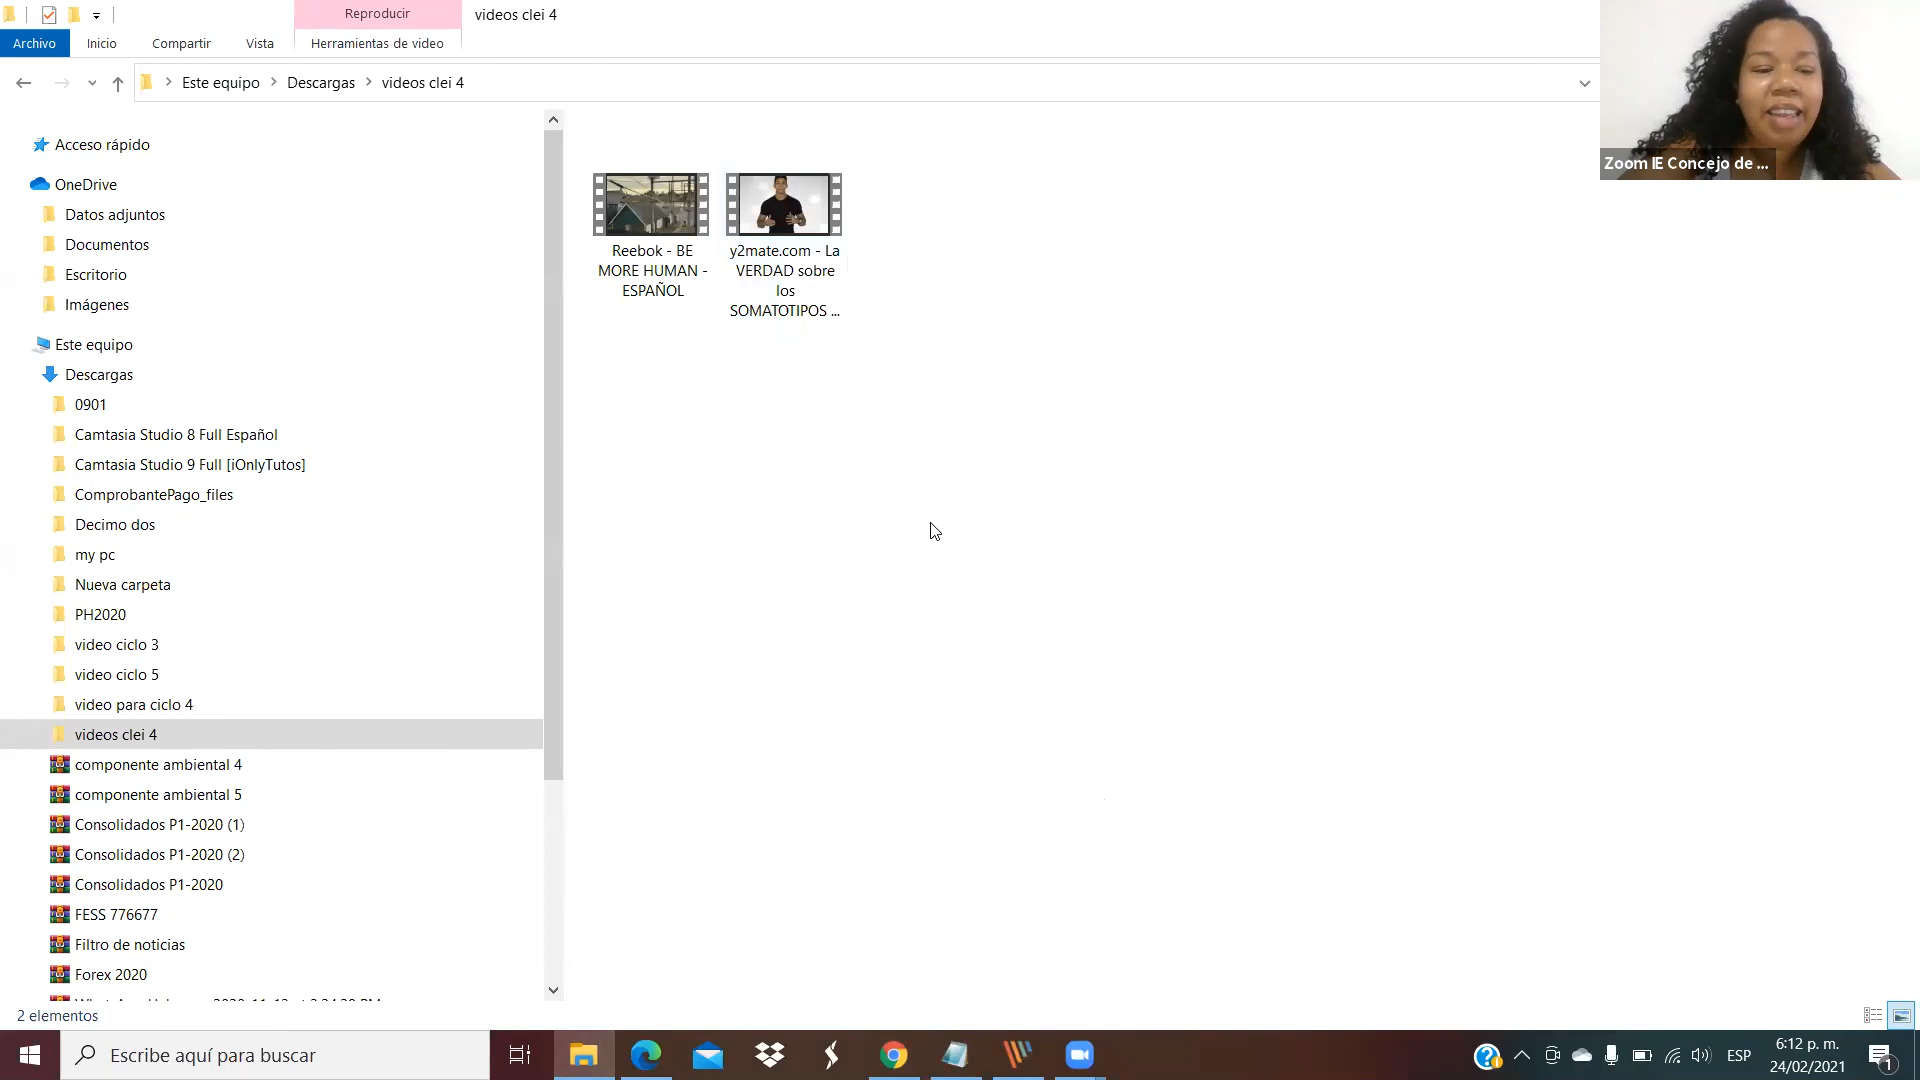 Reproducir
videos clei 4
Archivo
Inicio
Compartir
Vista
Herramientas de video
Este equipo
Descargas
videos clei 4
Zoom IE Concejo de ...
Acceso rápido
OneDrive
Datos adjuntos
Documentos
Escritorio
Imágenes
Este equipo
Descargas
0901
Camtasia Studio 8 Full Español
Camtasia Studio 9 Full [iOnlyTutos]
ComprobantePago_files
Decimo dos
my pc
Nueva carpeta
PH2020
video ciclo 3
video ciclo 5
video para ciclo 4
videos clei 4
componente ambiental 4
componente ambiental 5
Consolidados P1-2020 (1)
Consolidados P1-2020 (2)
Consolidados P1-2020
FESS 776677
Filtro de noticias
Forex 2020
Reebok - BE
MORE HUMAN -
ESPAÑOL
y2mate.com - La
VERDAD sobre
los
SOMATOTIPOS ...
2 elementos
Escribe aquí para buscar
ESP
6:12 p. m.
24/02/2021
1